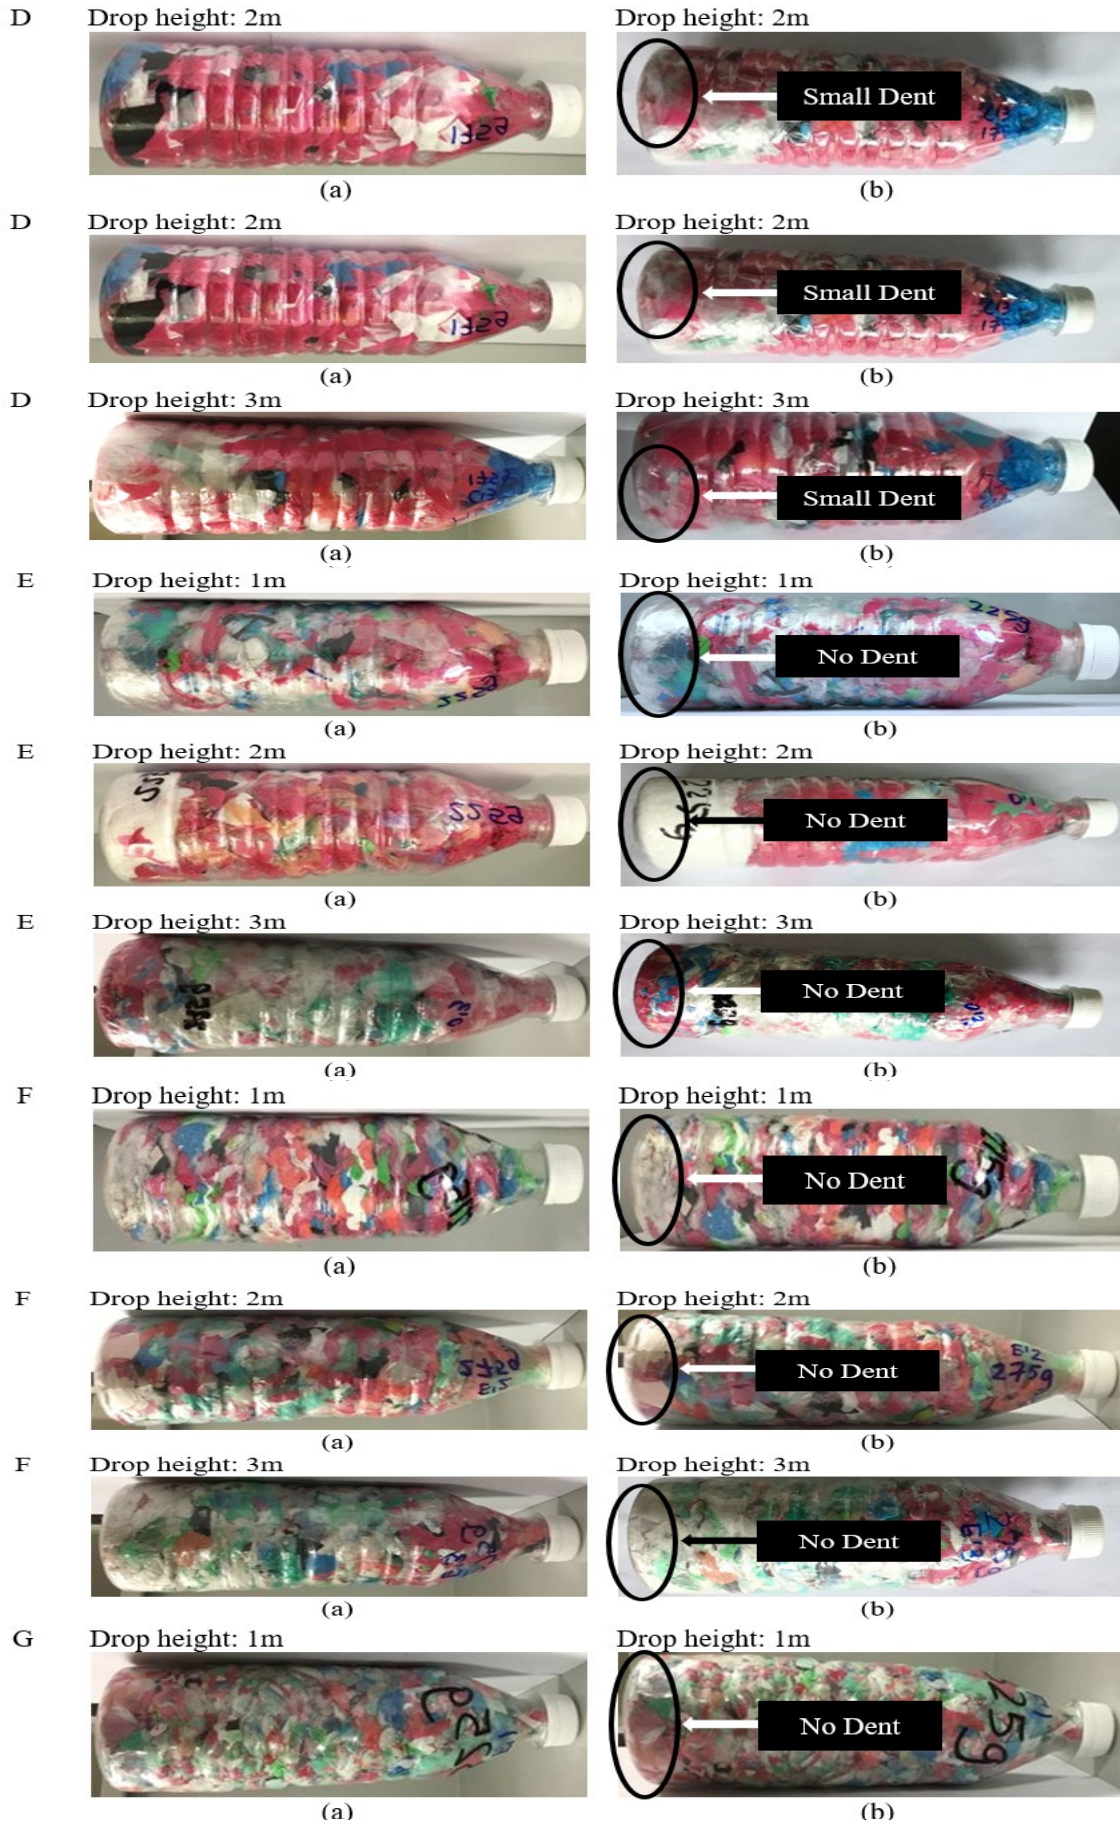 D Drop height: 2m Drop height: 2m
Small Dent
(a) (b)
D Drop height: 2m Drop height: 2m
Small Dent
(a) (b)
D Drop height: 3m Drop height: 3m
Small Dent
(a) (b)
E Drop height: 1m Drop height: 1m
225g
No Dent
(a) (b)
E Drop height: 2m Drop height: 2m
225g
No Dent
(a) (b)
E Drop height: 3m Drop height: 3m
No Dent
(a) (b)
F Drop height: 1m Drop height: 1m
No Dent
(a) (b)
F Drop height: 2m Drop height: 2m
No Dent
E'2
275g
(a) (b)
F Drop height: 3m Drop height: 3m
No Dent
(a) (b)
G Drop height: 1m Drop height: 1m
No Dent
25g
(a) (b)